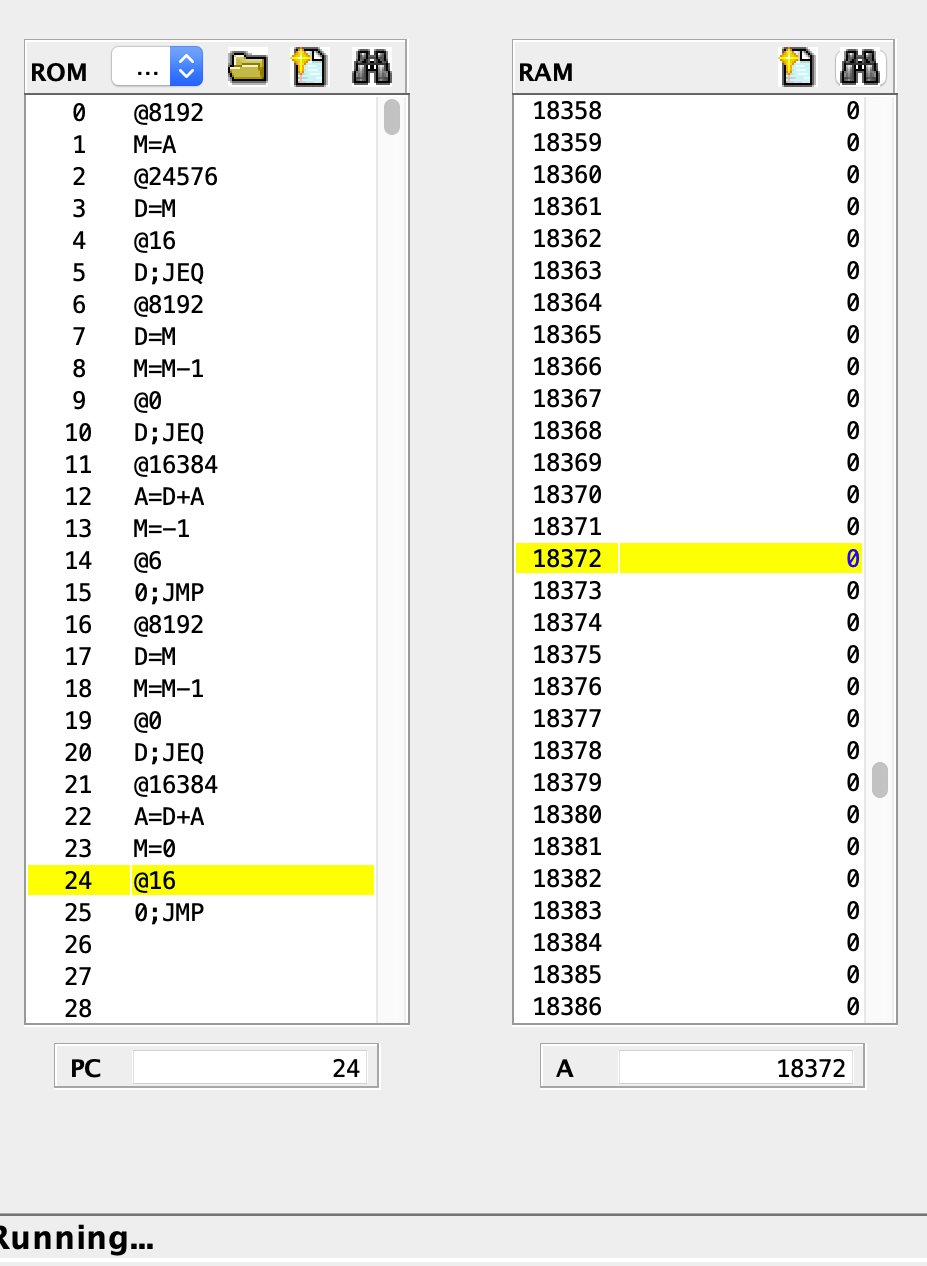 ROM ... RAM
0 @8192 18358 0
1 M=A 18359 0
2 @24576 18360 0
3 D=M 18361 0
4 @16 18362 0
5 D;JEQ 18363 0
6 @8192 18364 0
7 D=M 18365 0
8 M=M-1 18366 0
9 @0 18367 0
10 D;JEQ 18368 0
11 @16384 18369 0
12 A=D+A 18370 0
13 M=-1 18371 0
14 @6 18372 0
15 0;JMP 18373 0
16 @8192 18374 0
17 D=M 18375 0
18 M=M-1 18376 0
19 @0 18377 0
20 D;JEQ 18378 0
21 @16384 18379 0
22 A=D+A 18380 0
23 M=0 18381 0
24 @16 18382 0
25 0;JMP 18383 0
26 18384 0
27 18385 0
28 18386 0
PC 24 A 18372
Running...